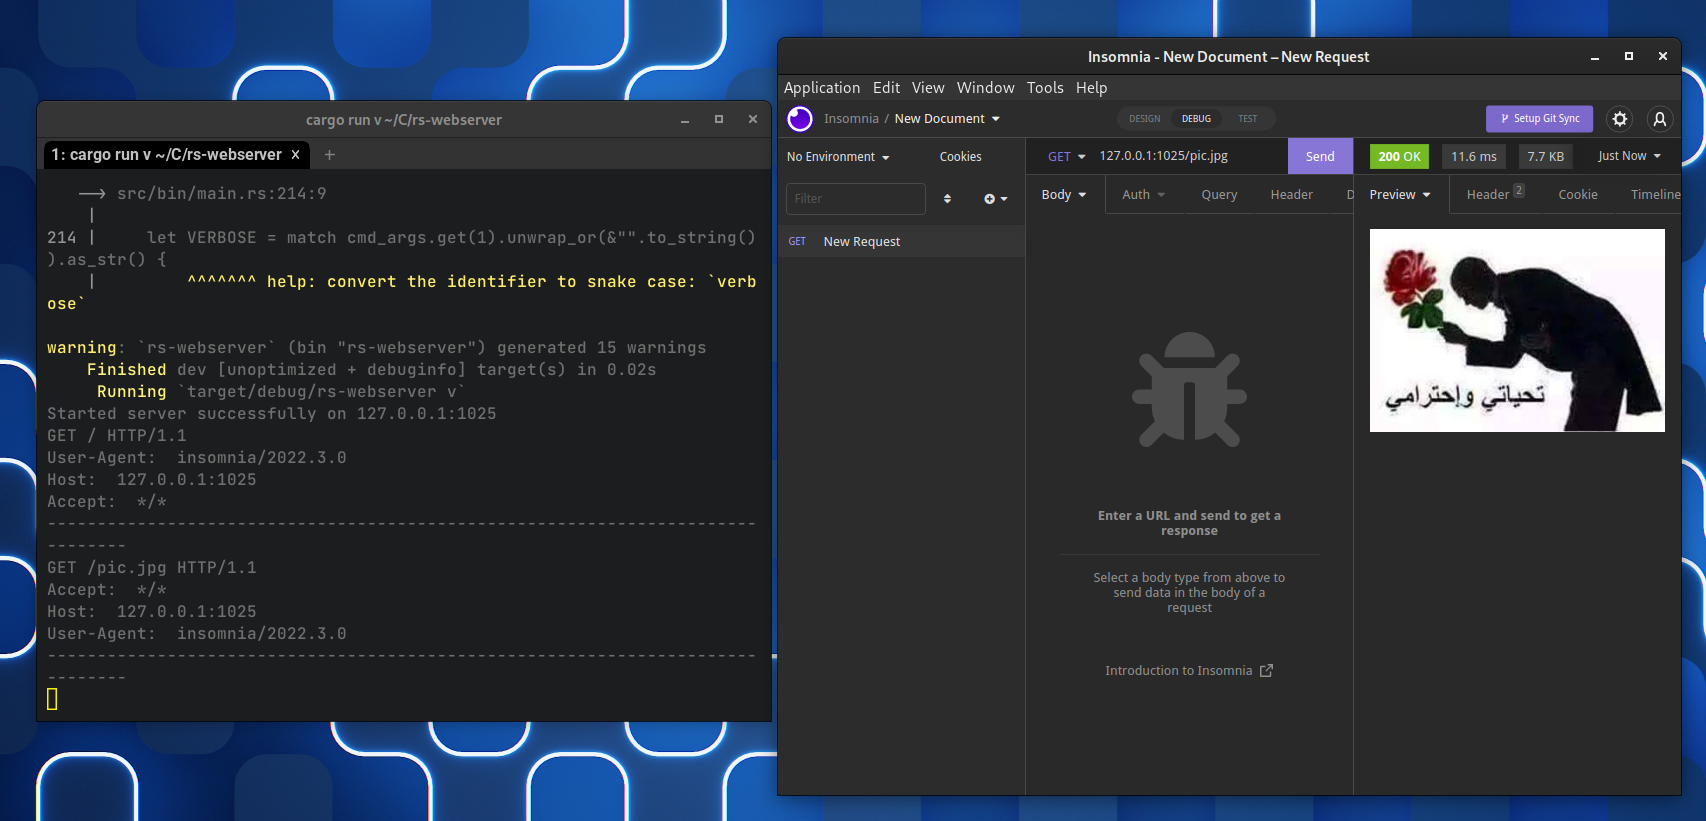 cargo run v ~/C/rs-webserver
1: cargo run v ~/C/rs-webserver x
+
--> src/bin/main.rs:214:9
|
214 |     let VERBOSE = match cmd_args.get(1).unwrap_or(&"".to_string()
).as_str() {
|         ^^^^^^^ help: convert the identifier to snake case: `verb
ose`
warning: `rs-webserver` (bin "rs-webserver") generated 15 warnings
Finished dev [unoptimized + debuginfo] target(s) in 0.02s
Running `target/debug/rs-webserver v`
Started server successfully on 127.0.0.1:1025
GET / HTTP/1.1
User-Agent:  insomnia/2022.3.0
Host:  127.0.0.1:1025
Accept:  */*
-----------------------------------------------------------------------
--------
GET /pic.jpg HTTP/1.1
Accept:  */*
Host:  127.0.0.1:1025
User-Agent:  insomnia/2022.3.0
-----------------------------------------------------------------------
--------
Insomnia - New Document – New Request
Application Edit View Window Tools Help
Insomnia / New Document
DESIGN DEBUG TEST
Setup Git Sync
No Environment
Cookies
Filter
GET New Request
GET 127.0.0.1:1025/pic.jpg Send
Body Auth Query Header D
Enter a URL and send to get a
response
Select a body type from above to
send data in the body of a
request
Introduction to Insomnia
200 OK 11.6 ms 7.7 KB Just Now
Preview Header 2 Cookie Timeline
تحياتي وإحترامي